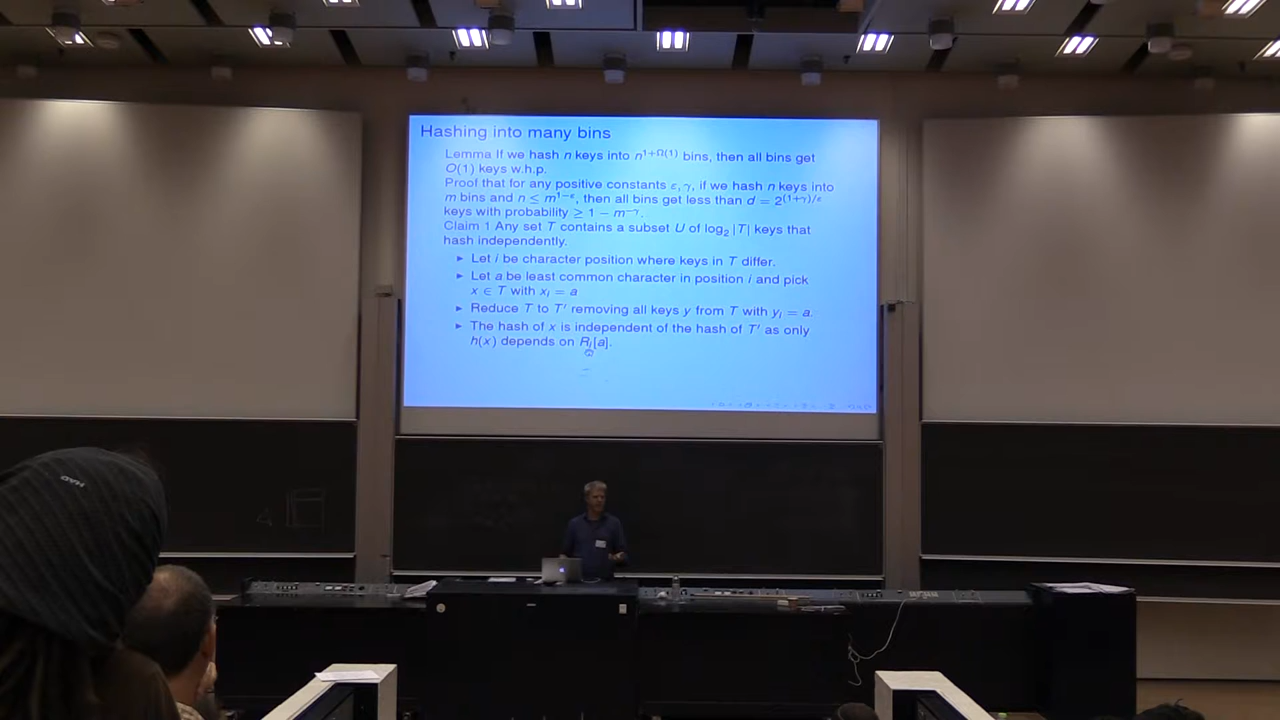 Hashing into many bins
Lemma If we hash n keys into n^{1+Ω(1)} bins, then all bins get
O(1) keys w.h.p.
Proof that for any positive constants ε, γ, if we hash n keys into
m bins and n ≤ m^{1−ε}, then all bins get less than d = 2^{(1+γ)/ε}
keys with probability ≥ 1 − m^{−γ}.
Claim 1 Any set T contains a subset U of log₂ |T| keys that
hash independently.
► Let i be character position where keys in T differ.
► Let a be least common character in position i and pick
x ∈ T with x_i = a
► Reduce T to T′ removing all keys y from T with y_i = a.
► The hash of x is independent of the hash of T′ as only
h(x) depends on R_i[a].